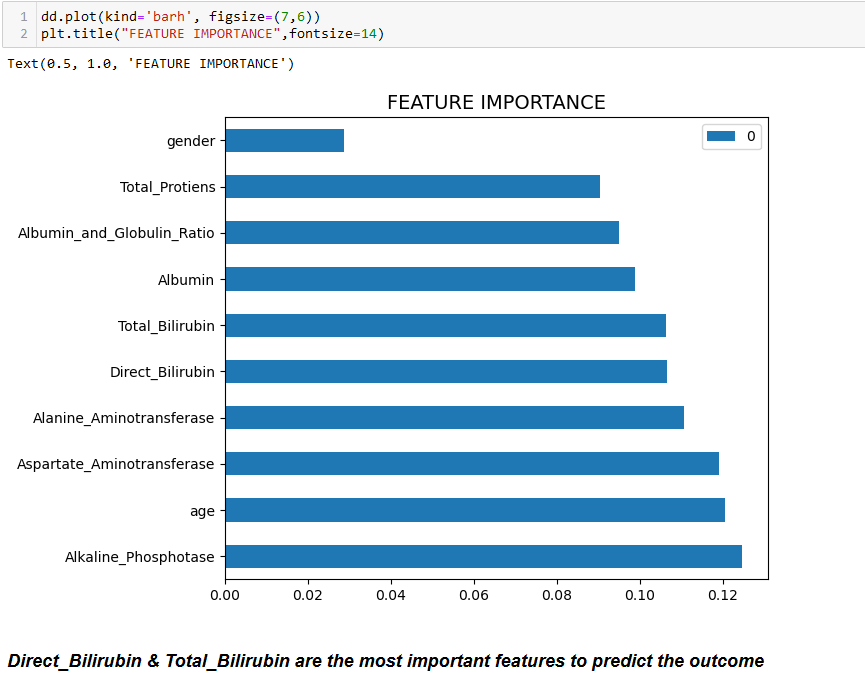 1 dd.plot(kind='barh', figsize=(7,6))
2 plt.title("FEATURE IMPORTANCE",fontsize=14)
Text(0.5, 1.0, 'FEATURE IMPORTANCE')
FEATURE IMPORTANCE
0
gender
Total_Protiens
Albumin_and_Globulin_Ratio
Albumin
Total_Bilirubin
Direct_Bilirubin
Alanine_Aminotransferase
Aspartate_Aminotransferase
age
Alkaline_Phosphotase
0.00 0.02 0.04 0.06 0.08 0.10 0.12
Direct_Bilirubin & Total_Bilirubin are the most important features to predict the outcome